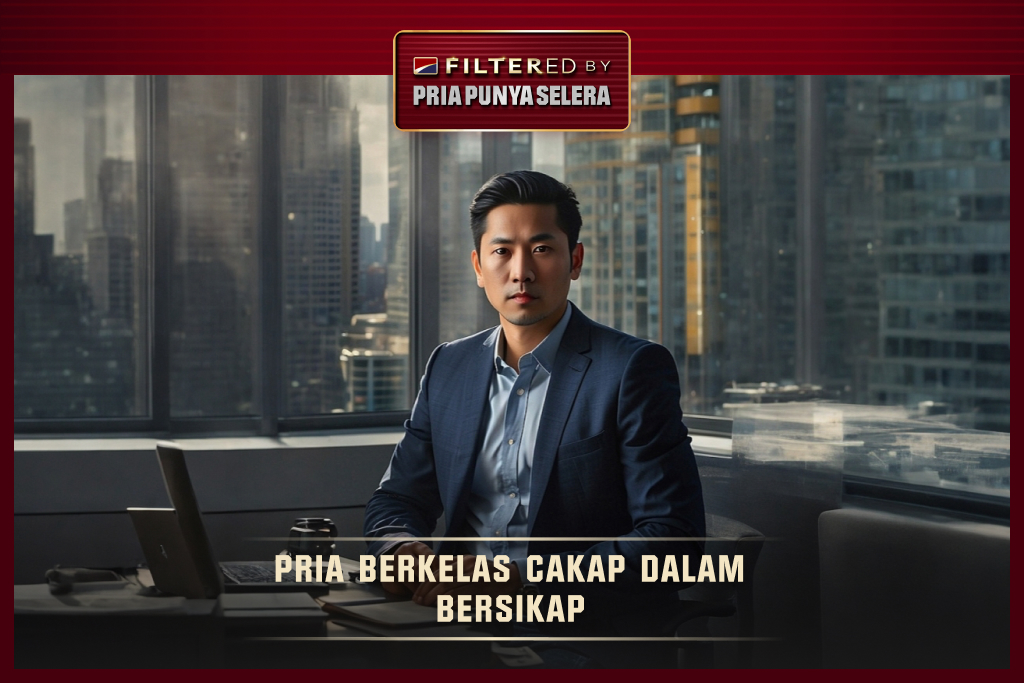 FILTERED BY
PRIA PUNYA SELERA
PRIA BERKELAS CAKAP DALAM
BERSIKAP